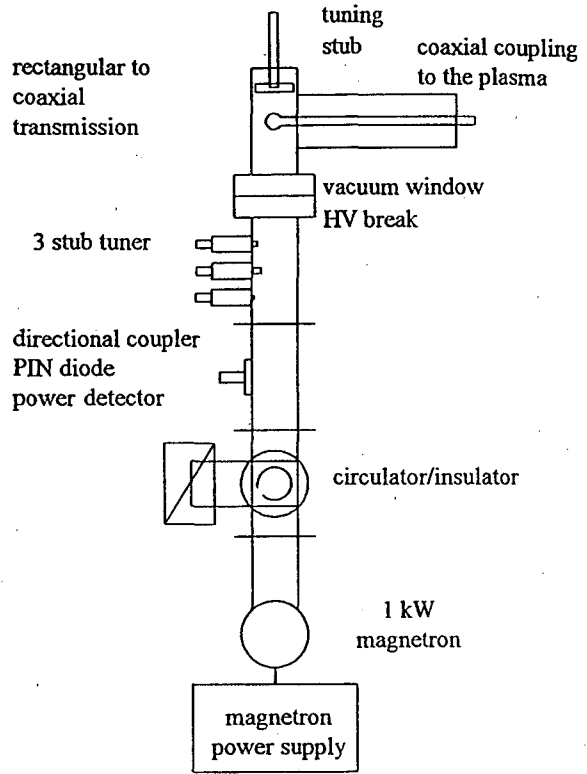 tuning
stub
coaxial coupling
to the plasma
rectangular to
coaxial
transmission
vacuum window
HV break
3 stub tuner
directional coupler
PIN diode
power detector
circulator/insulator
1 kW
magnetron
magnetron
power supply